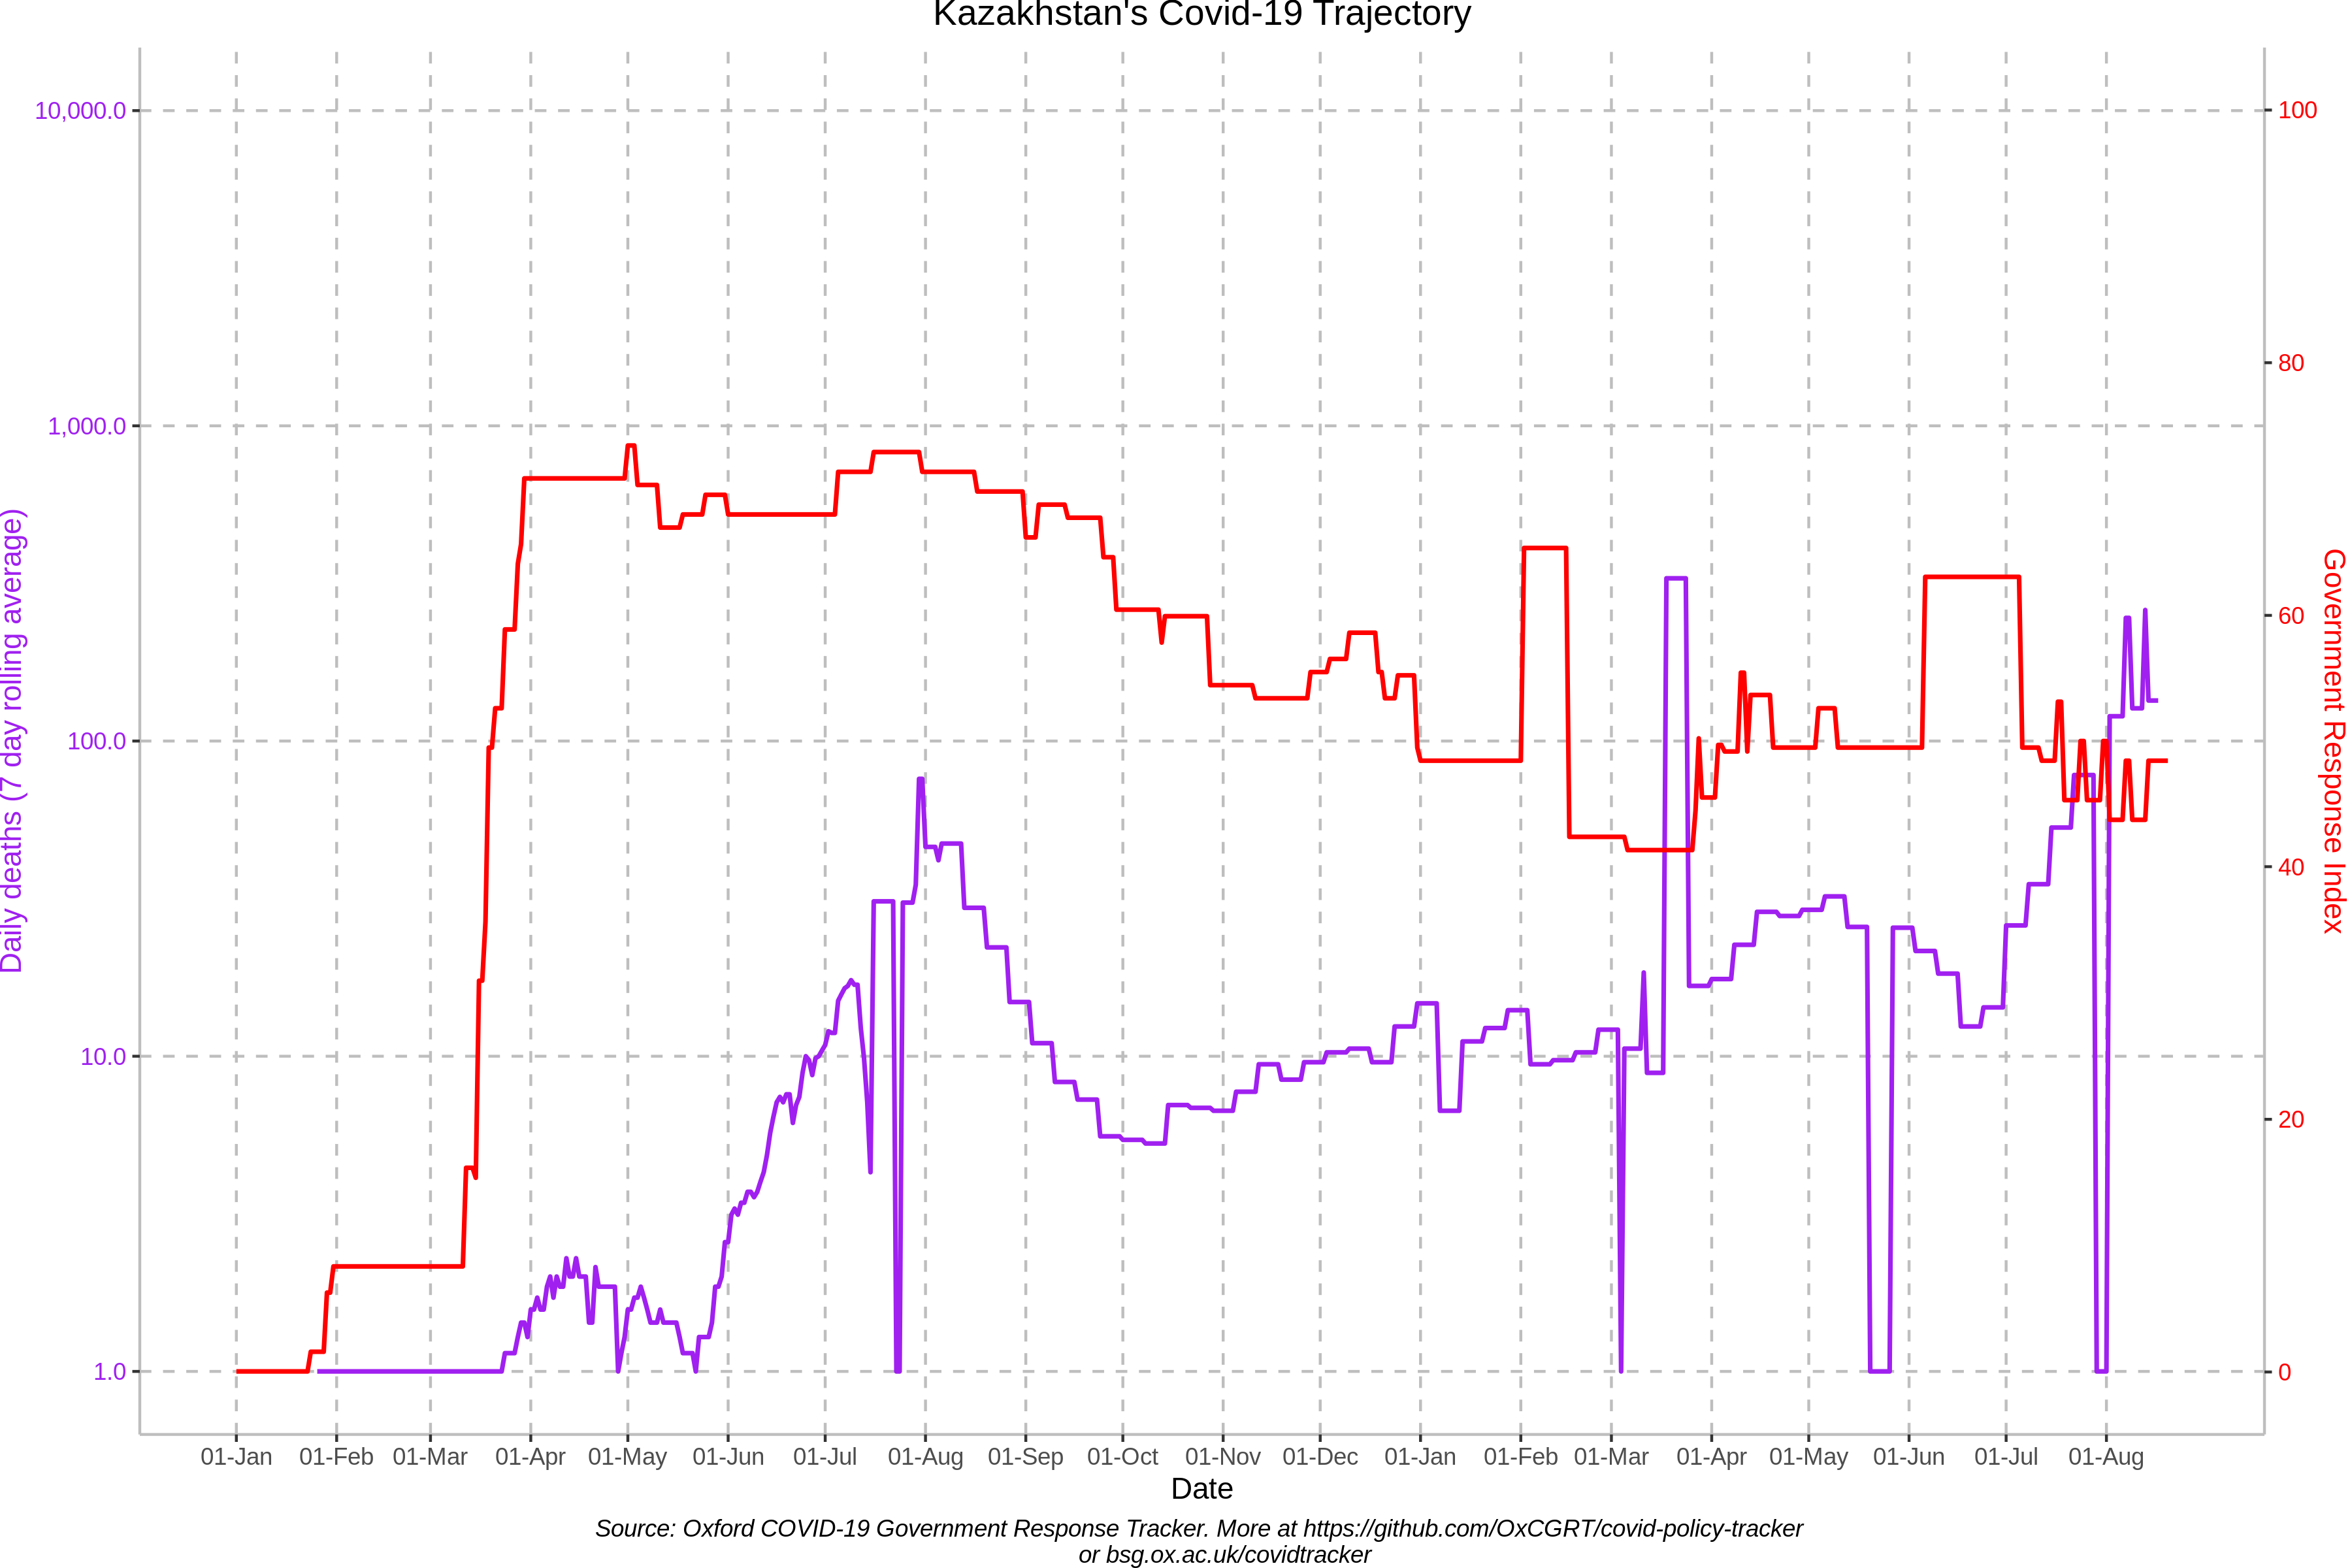 Kazakhstan's Covid-19 Trajectory
10,000.0
1,000.0
100.0
10.0
1.0
Daily deaths (7 day rolling average)
100
80
60
40
20
0
Government Response Index
01-Jan 01-Feb 01-Mar 01-Apr 01-May 01-Jun 01-Jul 01-Aug 01-Sep 01-Oct 01-Nov 01-Dec 01-Jan 01-Feb 01-Mar 01-Apr 01-May 01-Jun 01-Jul 01-Aug
Date
Source: Oxford COVID-19 Government Response Tracker. More at https://github.com/OxCGRT/covid-policy-tracker
or bsg.ox.ac.uk/covidtracker